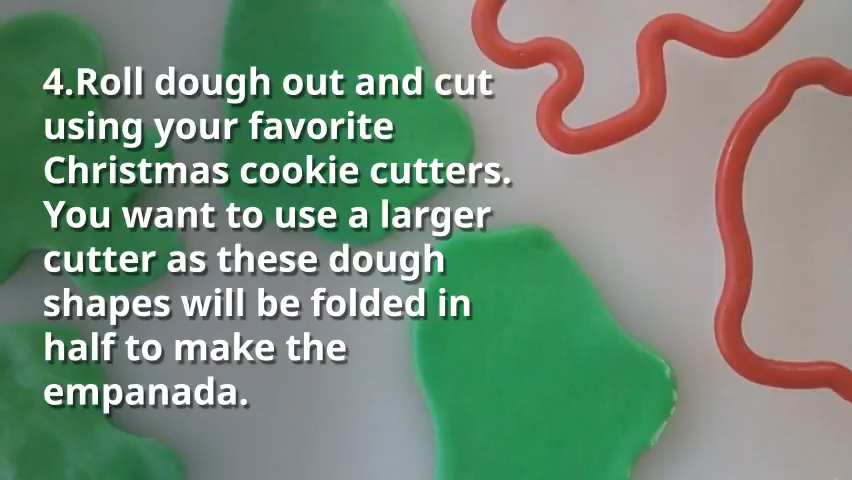 4.Roll dough out and cut
using your favorite
Christmas cookie cutters.
You want to use a larger
cutter as these dough
shapes will be folded in
half to make the
empanada.